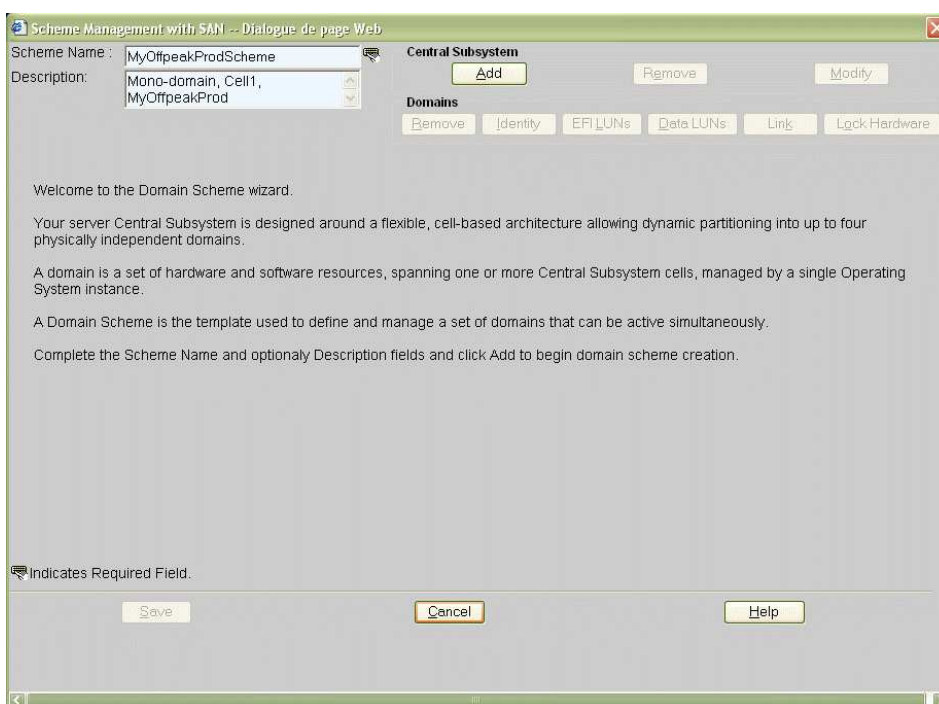 Scheme Management with SAN -- Dialogue de page Web
Scheme Name : MyOffpeakProdScheme
Description: Mono-domain, Cell1,
MyOffpeakProd
Central Subsystem
Add Remove Modify
Domains
Remove Identity EFI LUNs Data LUNs Link Lock Hardware
Welcome to the Domain Scheme wizard.
Your server Central Subsystem is designed around a flexible, cell-based architecture allowing dynamic partitioning into up to four
physically independent domains.
A domain is a set of hardware and software resources, spanning one or more Central Subsystem cells, managed by a single Operating
System instance.
A Domain Scheme is the template used to define and manage a set of domains that can be active simultaneously.
Complete the Scheme Name and optionaly Description fields and click Add to begin domain scheme creation.
Indicates Required Field.
Save Cancel Help